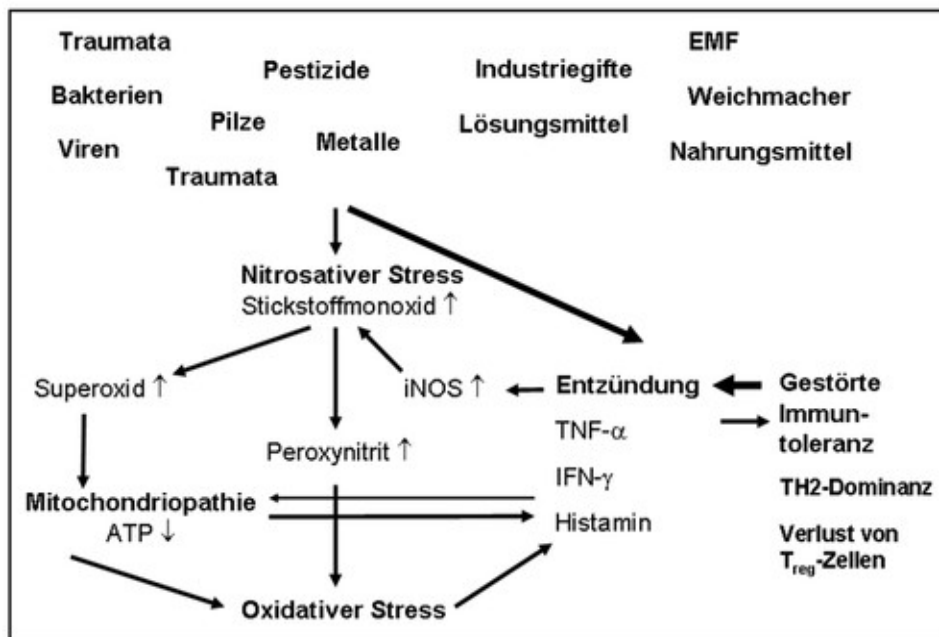 Traumata
EMF
Pestizide
Industriegifte
Bakterien
Weichmacher
Pilze
Lösungsmittel
Viren
Metalle
Nahrungsmittel
Traumata
Nitrosativer Stress
Stickstoffmonoxid ↑
Superoxid ↑
iNOS ↑
Entzündung
Gestörte
Immun-
toleranz
TNF-α
Peroxynitrit ↑
IFN-γ
TH2-Dominanz
Mitochondriopathie
ATP ↓
Histamin
Verlust von
Treg-Zellen
Oxidativer Stress